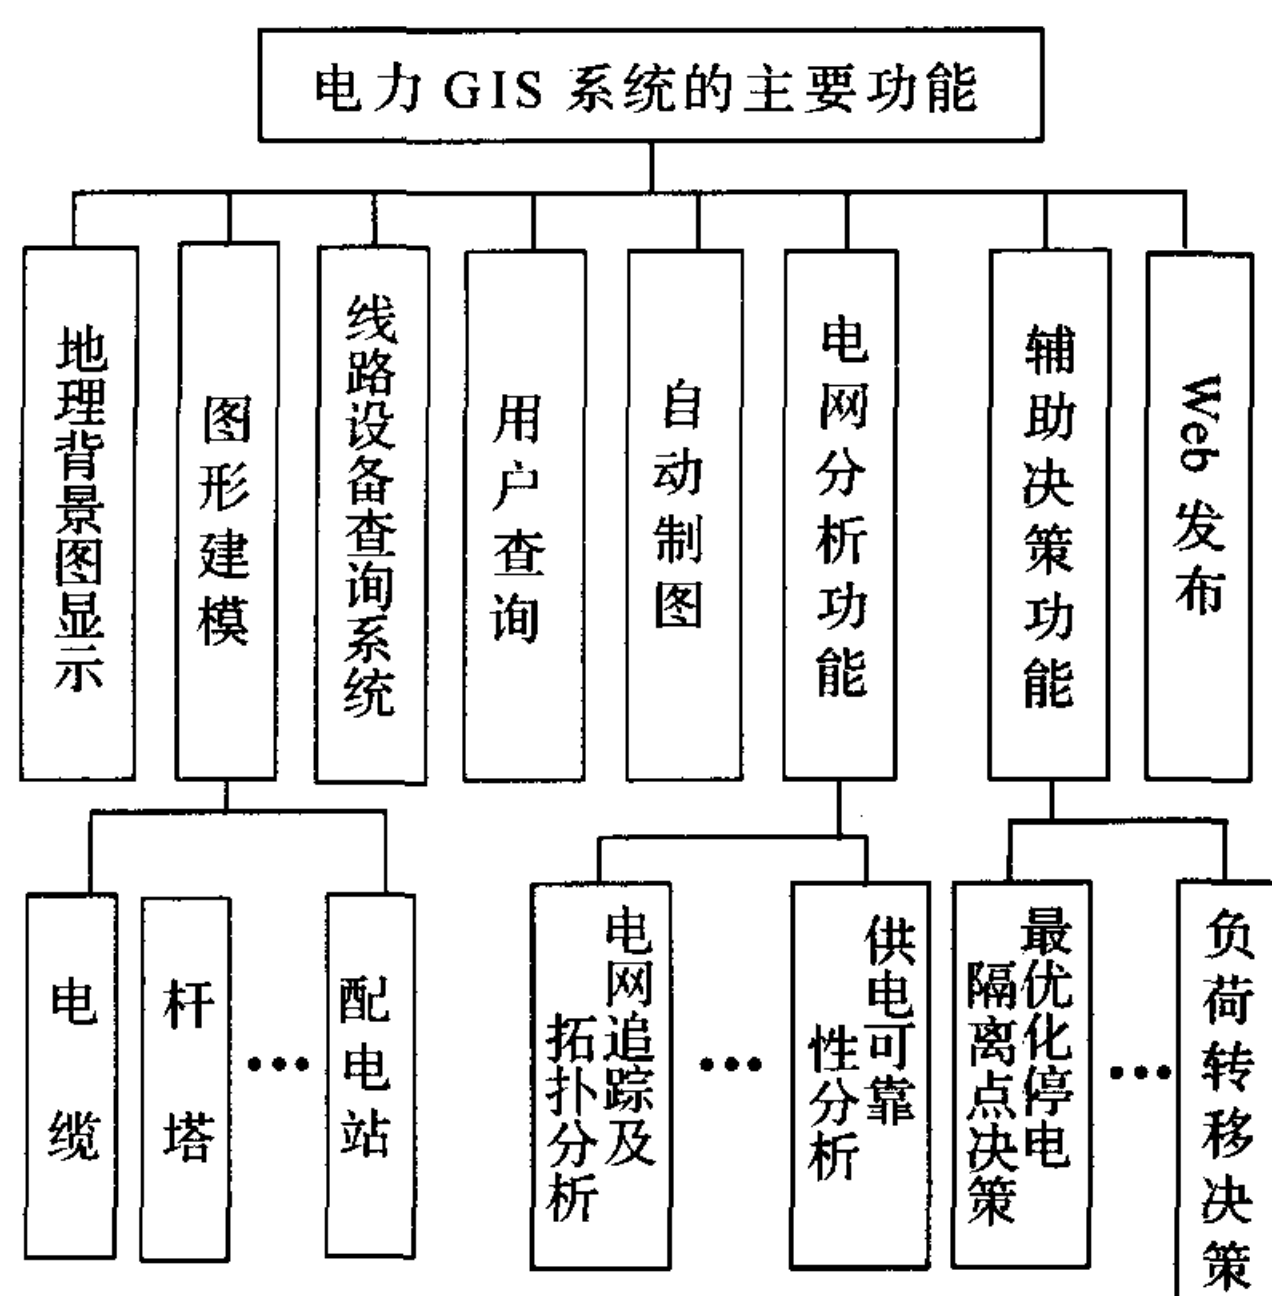 电力 GIS 系统的主要功能
地理背景图显示
图形建模
线路设备查询系统
用户查询
自动制图
电网分析功能
辅助决策功能
Web 发布
电缆
杆塔
•••
配电站
电网追踪及
拓扑分析
•••
供电可靠
性分析
最优化停电
隔离点决策
•••
负荷转移决策